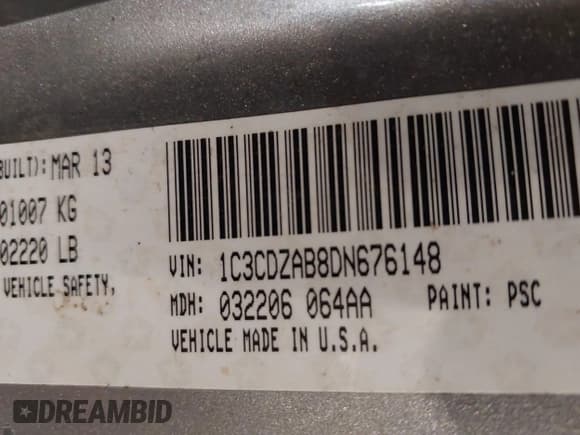 BUILT): MAR 13
01007 KG
02220 LB
VEHICLE SAFETY.
VIN: 1C3CDZAB8DN676148
MDH: 032206 064AA PAINT: PSC
VEHICLE MADE IN U.S.A.
DREAMBID